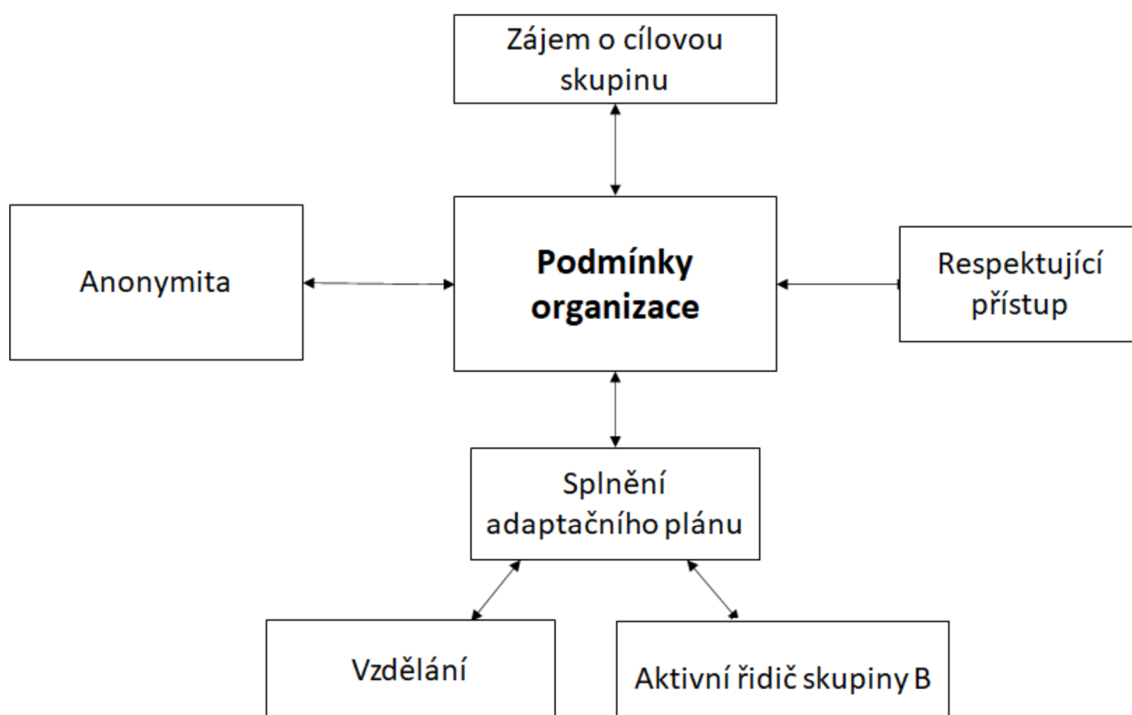 Zájem o cílovou
skupinu
Anonymita
Podmínky
organizace
Respektující
přístup
Splnění
adaptačního plánu
Vzdělání
Aktivní řidič skupiny B